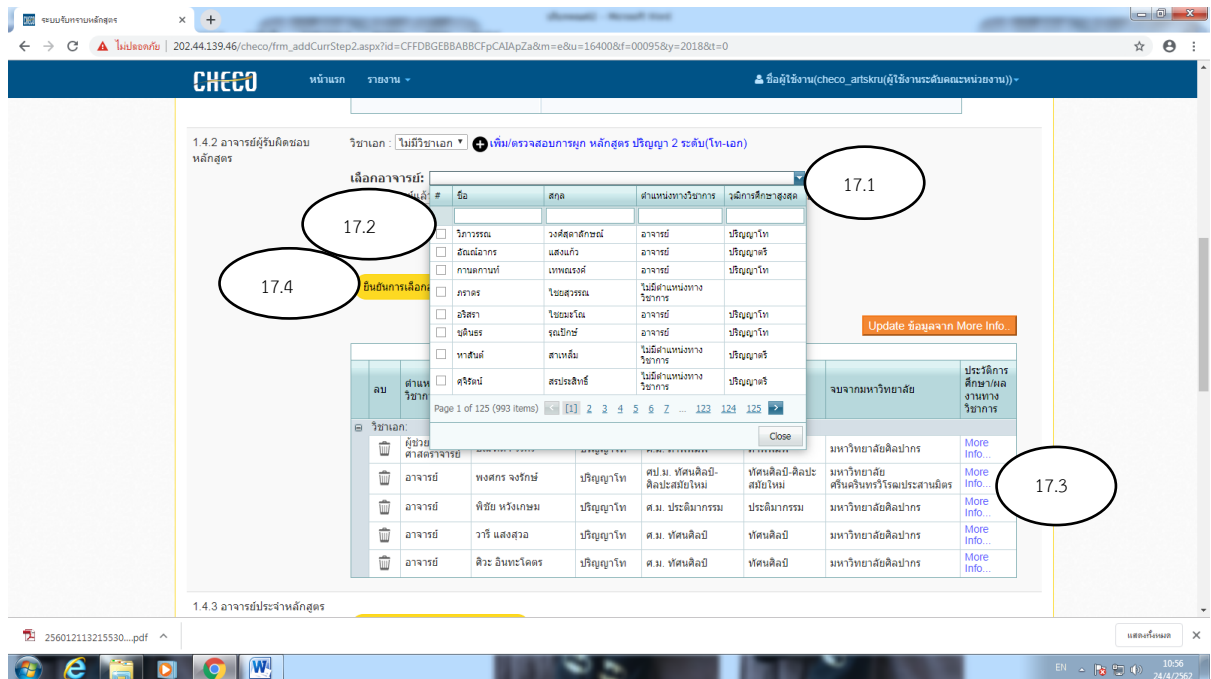 ระบบรับทราบหลักสูตร
ไม่ปลอดภัย 202.44.139.46/checo/frm_addCurrStep2.aspx?id=CFFDBGEBBABBCFpCAIApZa&m=e&u=16400&f=00095&y=2018&t=0
CHECO หน้าแรก รายงาน ชื่อผู้ใช้งาน(checo_artskru(ผู้ใช้งานระดับคณะหน่วยงาน))
1.4.2 อาจารย์ผู้รับผิดชอบ
หลักสูตร
วิชาเอก : ไม่มีวิชาเอก เพิ่ม/ตรวจสอบการผูก หลักสูตร ปริญญา 2 ระดับ(โท-เอก)
เลือกอาจารย์:
17.1
17.2
17.4
ยืนยันการเลือก
# ชื่อ สกุล ตำแหน่งทางวิชาการ วุฒิการศึกษาสูงสุด
วิภาวรรณ วงศ์สุดาลักษณ์ อาจารย์ ปริญญาโท
อัณณ์อากร แสงแก้ว อาจารย์ ปริญญาตรี
กานดกานท์ เทพณรงค์ อาจารย์ ปริญญาโท
ภราดร ไชยสุวรรณ ไม่มีตำแหน่งทาง
วิชาการ
อริสรา ไชยมะโณ อาจารย์ ปริญญาโท
ชุตินธร รุณปักษ์ อาจารย์ ปริญญาโท
หาสันต์ สาเหล็ม ไม่มีตำแหน่งทาง
วิชาการ ปริญญาตรี
ศุจิรัตน์ สรประสิทธิ์ ไม่มีตำแหน่งทาง
วิชาการ ปริญญาตรี
Page 1 of 125 (993 items) [1] 2 3 4 5 6 7 … 123 124 125
Close
Update ข้อมูลจาก More Info..
ลบ จบจากมหาวิทยาลัย ประวัติการ
ศึกษา/ผล
งานทาง
วิชาการ
วิชาเอก:
ผู้ช่วย
ศาสตราจารย์ มหาวิทยาลัยศิลปากร More
Info...
อาจารย์ พงศกร จงรักษ์ ปริญญาโท ศป.ม. ทัศนศิลป์-
ศิลปะสมัยใหม่ ทัศนศิลป์-ศิลปะ
สมัยใหม่ มหาวิทยาลัย
ศรีนครินทรวิโรฒประสานมิตร More
Info...
17.3
อาจารย์ พิชัย หวังเกษม ปริญญาโท ศ.ม. ประติมากรรม ประติมากรรม มหาวิทยาลัยศิลปากร More
Info...
อาจารย์ วารี แสงสุวอ ปริญญาโท ศ.ม. ทัศนศิลป์ ทัศนศิลป์ มหาวิทยาลัยศิลปากร More
Info...
อาจารย์ ศิวะ อินทะโคตร ปริญญาโท ศ.ม. ทัศนศิลป์ ทัศนศิลป์ มหาวิทยาลัยศิลปากร More
Info...
1.4.3 อาจารย์ประจำหลักสูตร
256012113215530....pdf
แสดงทั้งหมด
EN 10:56
24/4/2562